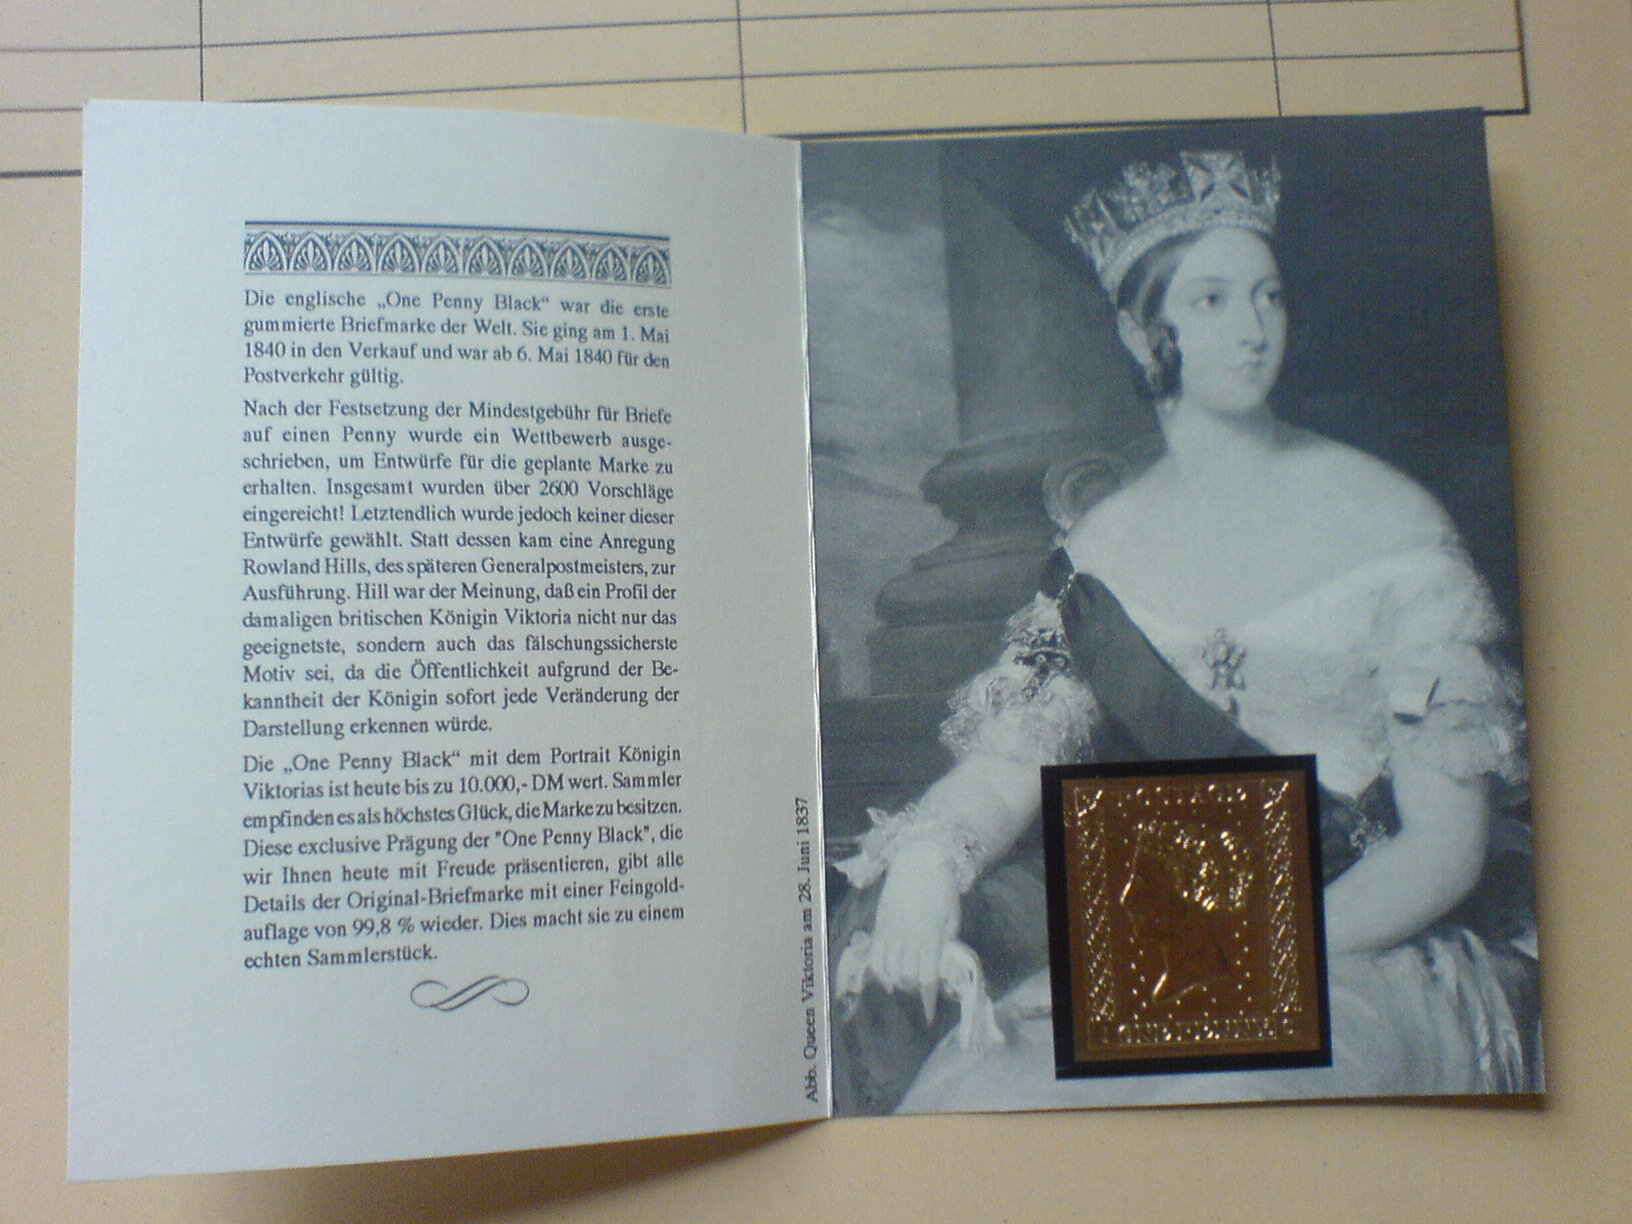 Die englische „One Penny Black“ war die erste
gummierte Briefmarke der Welt. Sie ging am 1. Mai
1840 in den Verkauf und war ab 6. Mai 1840 für den
Postverkehr gültig.
Nach der Festsetzung der Mindestgebühr für Briefe
auf einen Penny wurde ein Wettbewerb ausge-
schrieben, um Entwürfe für die geplante Marke zu
erhalten. Insgesamt wurden über 2600 Vorschläge
eingereicht! Letztendlich wurde jedoch keiner dieser
Entwürfe gewählt. Statt dessen kam eine Anregung
Rowland Hills, des späteren Generalpostmeisters, zur
Ausführung. Hill war der Meinung, daß ein Profil der
damaligen britischen Königin Viktoria nicht nur das
geeignetste, sondern auch das fälschungssicherste
Motiv sei, da die Öffentlichkeit aufgrund der Be-
kanntheit der Königin sofort jede Veränderung der
Darstellung erkennen würde.
Die „One Penny Black“ mit dem Portrait Königin
Viktorias ist heute bis zu 10.000,- DM wert. Sammler
empfinden es als höchstes Glück, die Marke zu besitzen.
Diese exclusive Prägung der "One Penny Black", die
wir Ihnen heute mit Freude präsentieren, gibt alle
Details der Original-Briefmarke mit einer Feingold-
auflage von 99,8 % wieder. Dies macht sie zu einem
echten Sammlerstück.
Abb. Queen Viktoria am 28. Juni 1837
POSTAGE
ONE PENNY